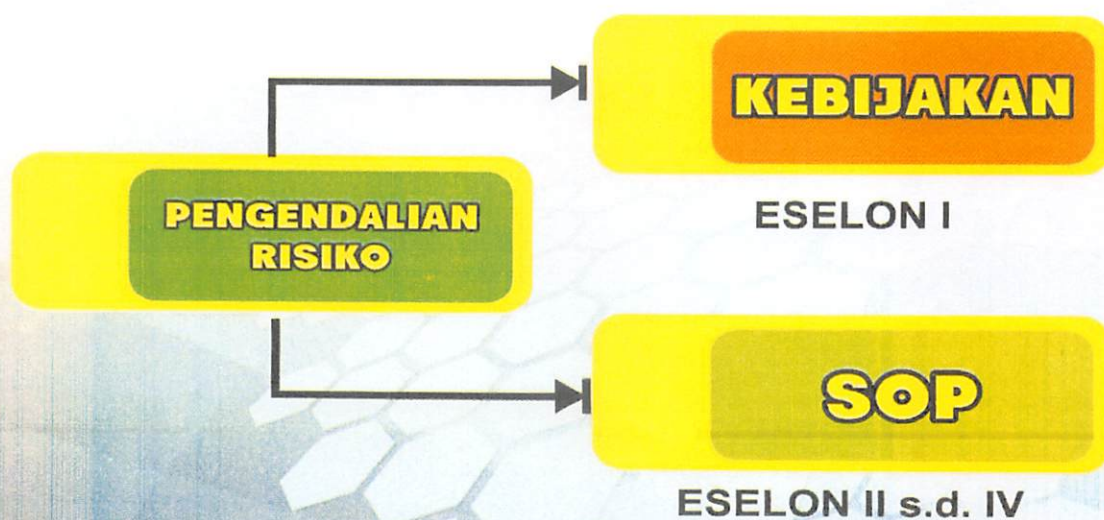 KEBIJAKAN
ESELON I
PENGENDALIAN
RISIKO
SOP
ESELON II s.d. IV